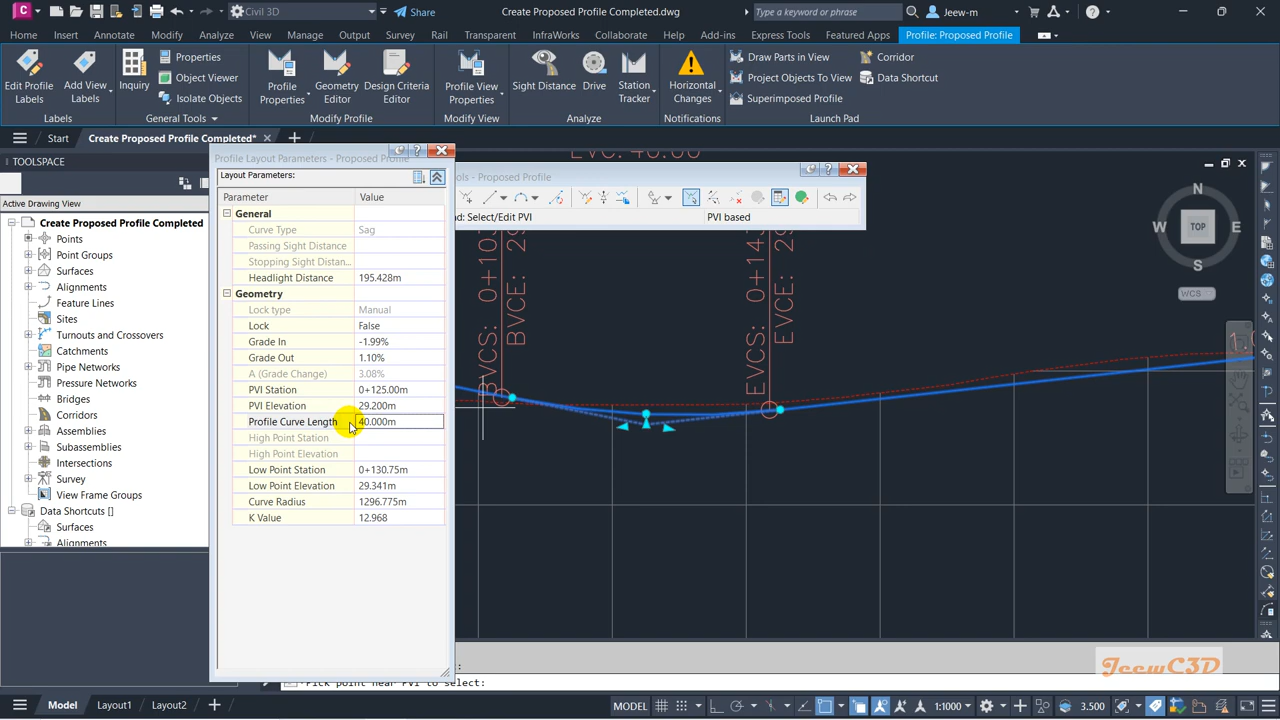 Civil 3D
Share
Create Proposed Profile Completed.dwg
Type a keyword or phrase
Jeew-m
Home Insert Annotate Modify Analyze View Manage Output Survey Rail Transparent InfraWorks Collaborate Help Add-ins Express Tools Featured Apps Profile: Proposed Profile
Edit Profile Labels
Add View Labels
Labels
Inquiry
Properties
Object Viewer
Isolate Objects
General Tools
Profile Properties
Geometry Editor
Design Criteria Editor
Modify Profile
Profile View Properties
Modify View
Sight Distance
Drive
Station Tracker
Analyze
Horizontal Changes
Notifications
Draw Parts in View
Project Objects To View
Superimposed Profile
Corridor
Data Shortcut
Launch Pad
Start
Create Proposed Profile Completed*
TOOLSPACE
Active Drawing View
Create Proposed Profile Completed
Points
Point Groups
Surfaces
Alignments
Feature Lines
Sites
Turnouts and Crossovers
Catchments
Pipe Networks
Pressure Networks
Corridors
Assemblies
Subassemblies
Intersections
Survey
View Frame Groups
Data Shortcuts []
Surfaces
Alignments
Profile Layout Parameters - Proposed Profile
Layout Parameters:
Parameter Value
General
Curve Type Sag
Passing Sight Distance
Stopping Sight Distan...
Headlight Distance 195.428m
Geometry
Lock type Manual
Lock False
Grade In -1.99%
Grade Out 1.10%
A (Grade Change) 3.08%
PVI Station 0+125.00m
PVI Elevation 29.200m
Profile Curve Length 40.000m
High Point Station
High Point Elevation
Low Point Station 0+130.75m
Low Point Elevation 29.341m
Curve Radius 1296.775m
K Value 12.968
ols - Proposed Profile
nd: Select/Edit PVI PVI based
BVCS: 0+10
BVCE: 2
EVCS: 0+14
EVCE: 29
N
W TOP E
S
WCS
JeewC3D
Pick point near PVI to select:
Model Layout1 Layout2
MODEL
1:1000
3.500